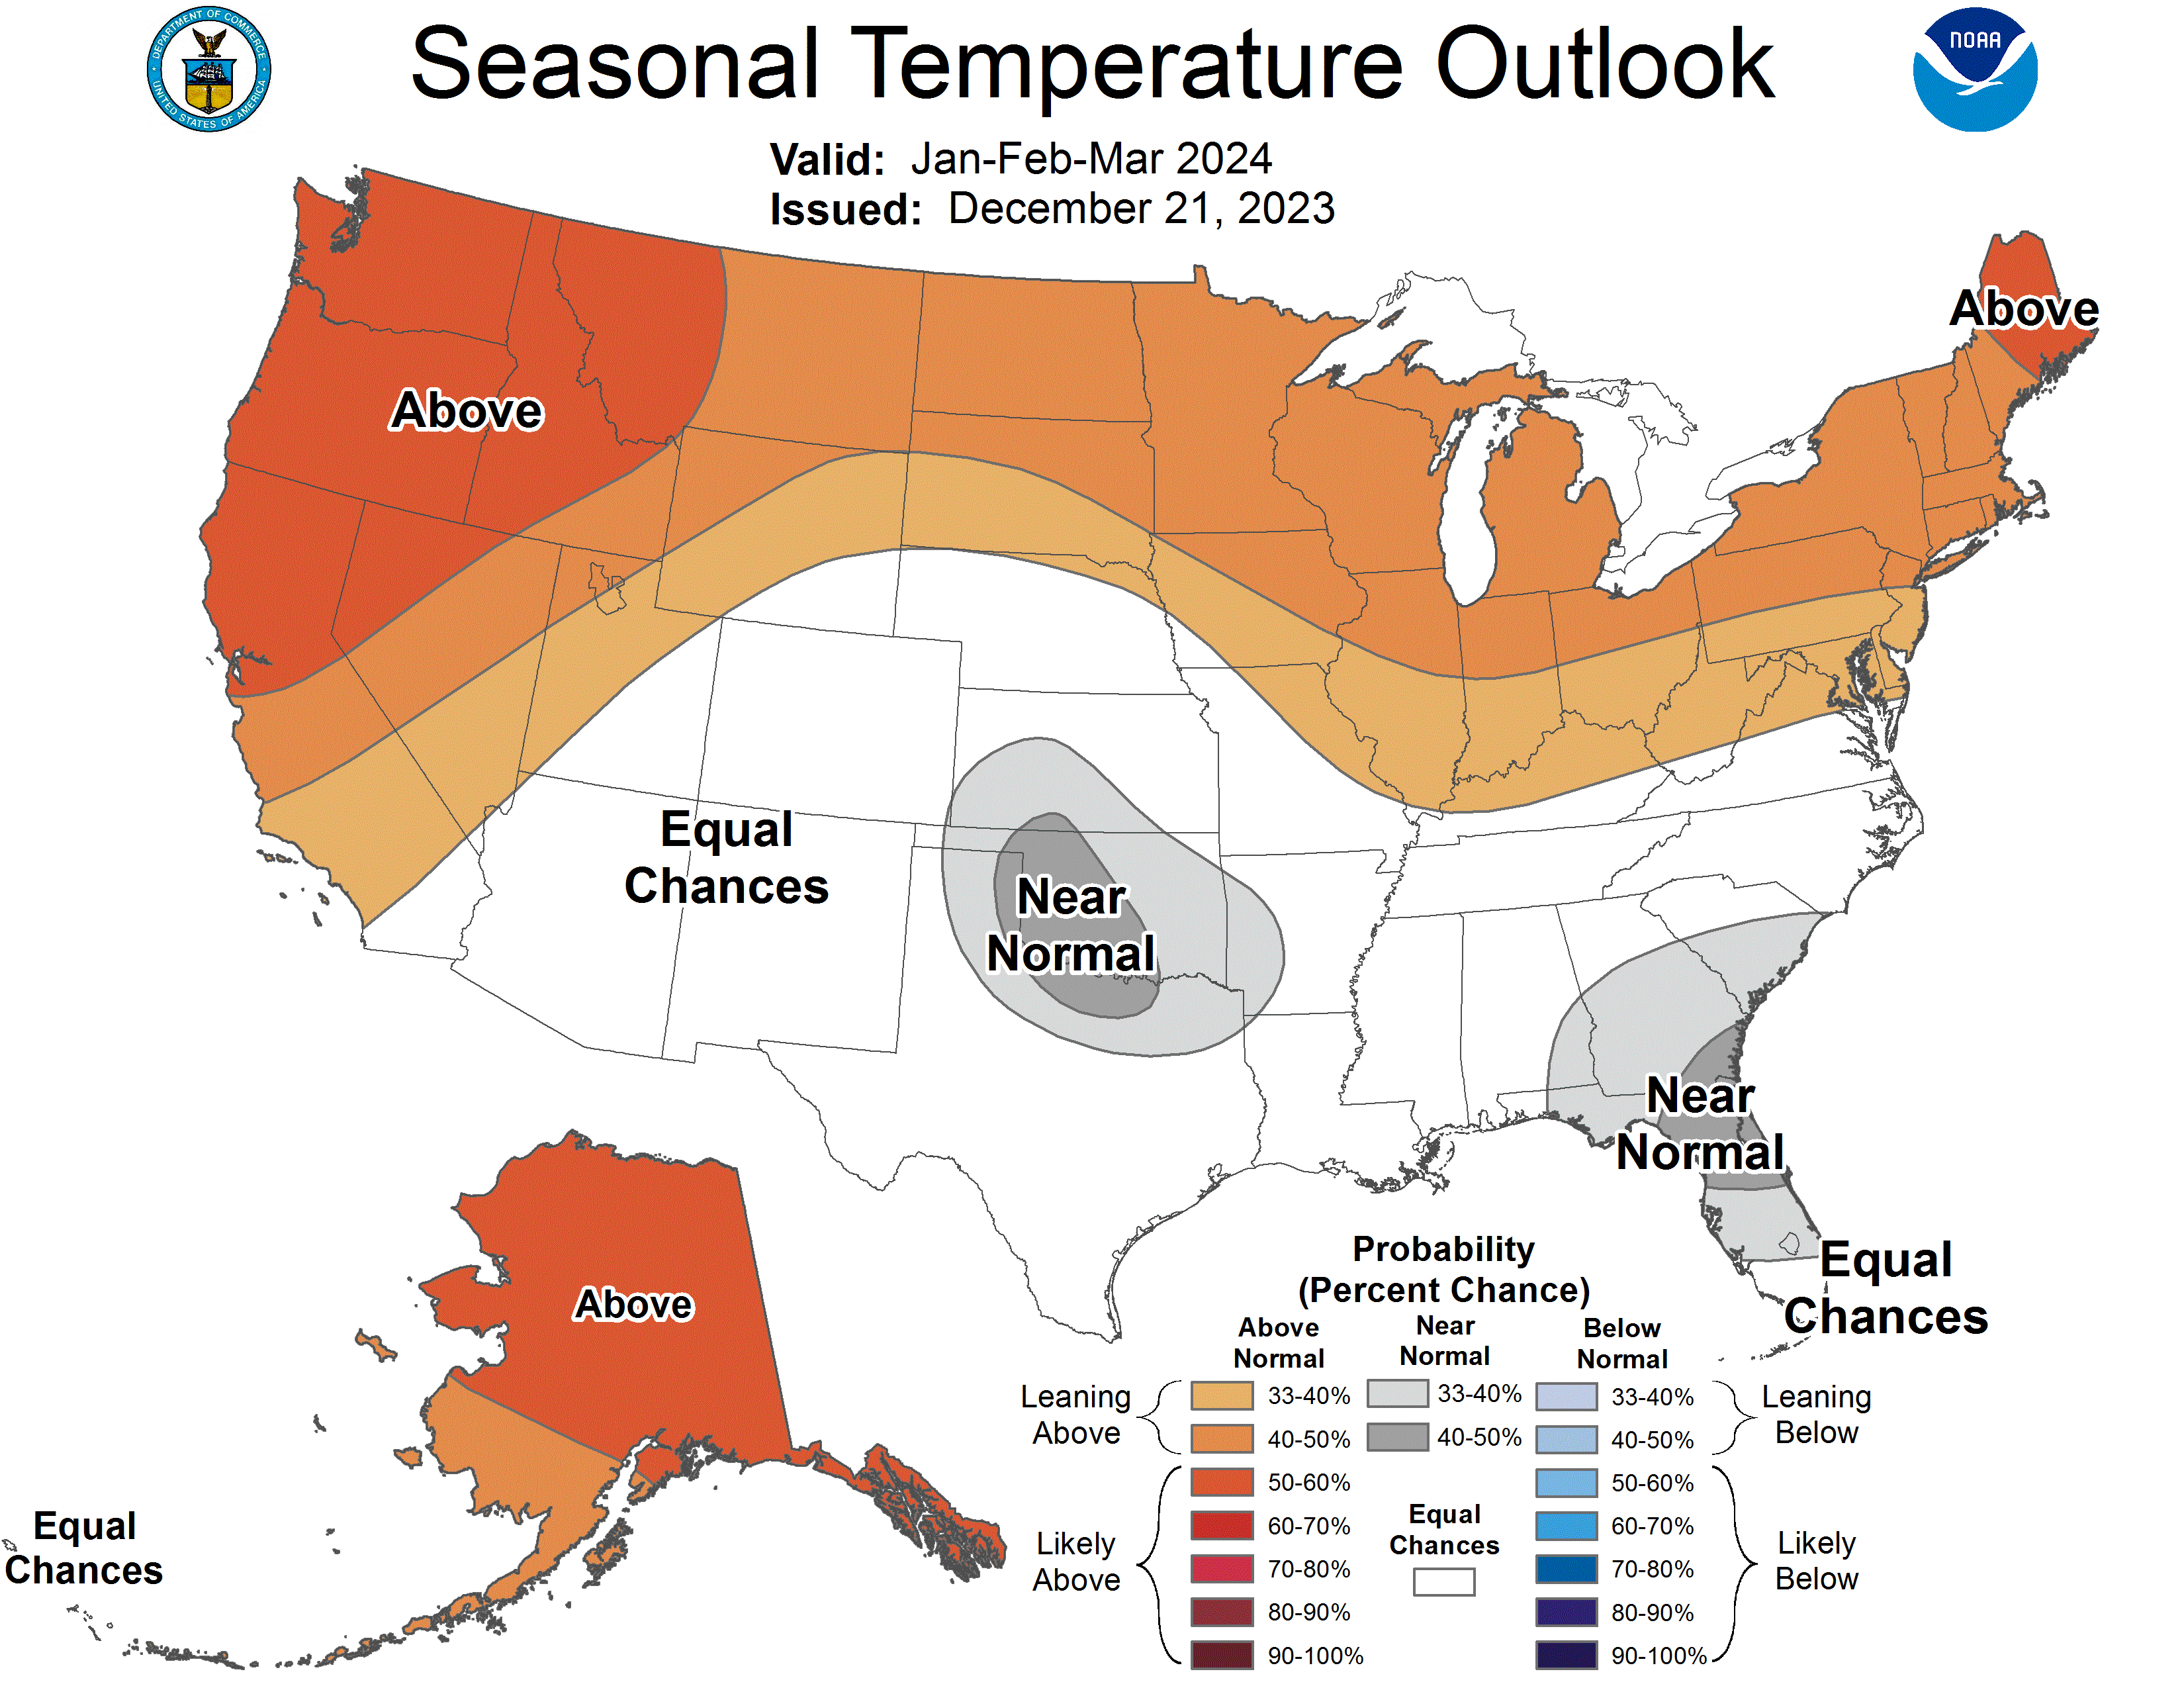 DEPARTMENT OF COMMERCE
UNITED STATES OF AMERICA
Seasonal Temperature Outlook
NOAA
Valid: Jan-Feb-Mar 2024
Issued: December 21, 2023
Above
Above
Equal
Chances
Near
Normal
Near
Normal
Equal
Chances
Above
Equal
Chances
Probability
(Percent Chance)
Above
Normal
Near
Normal
Below
Normal
Leaning
Above
33-40%
33-40%
33-40%
Leaning
Below
40-50%
40-50%
40-50%
50-60%
50-60%
Equal
Chances
60-70%
60-70%
Likely
Above
Likely
Below
70-80%
70-80%
80-90%
80-90%
90-100%
90-100%